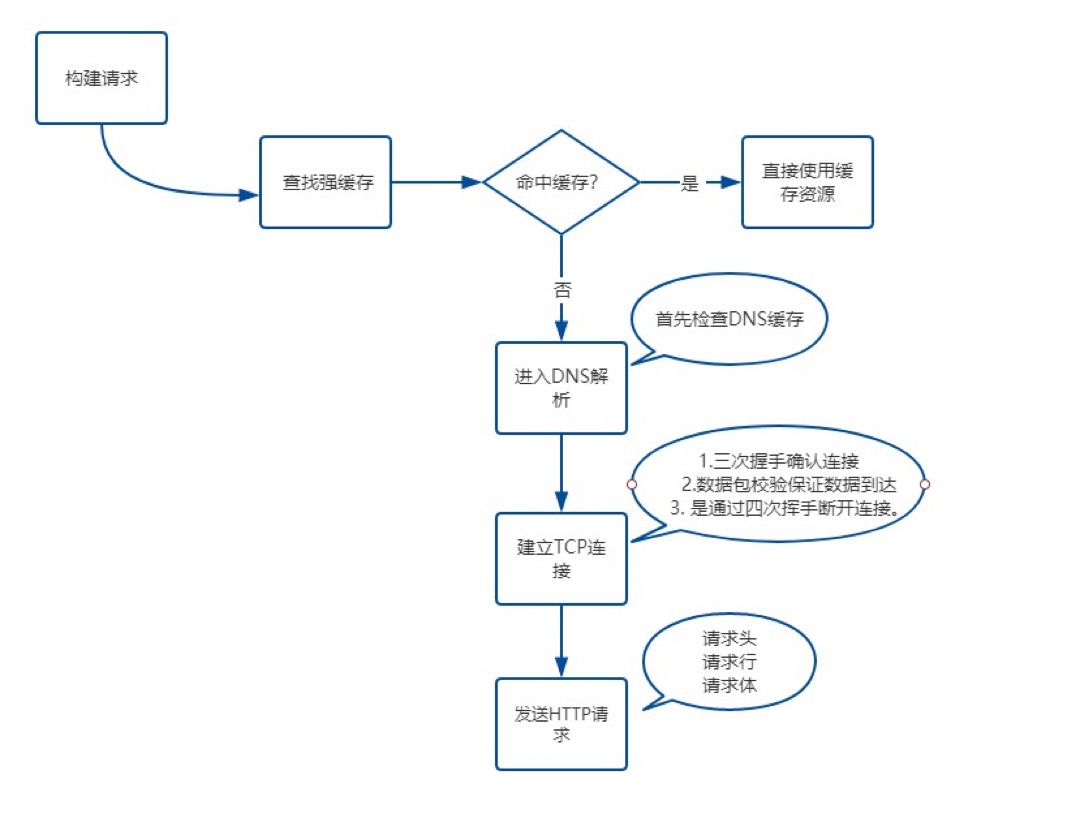 构建请求
查找强缓存
命中缓存?
是
直接使用缓
存资源
否
首先检查DNS缓存
进入DNS解
析
1.三次握手确认连接
2.数据包校验保证数据到达
3. 是通过四次挥手断开连接。
建立TCP连
接
请求头
请求行
请求体
发送HTTP请
求